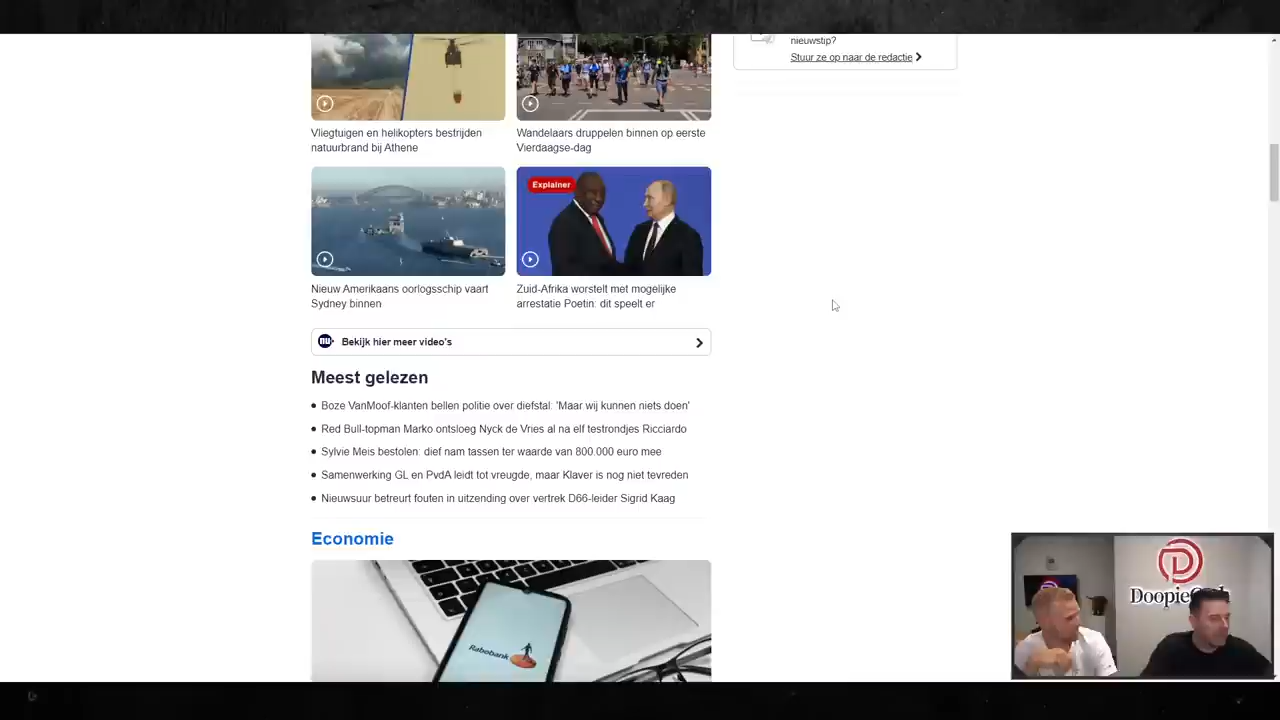 nieuwstip?
Stuur ze op naar de redactie
Vliegtuigen en helikopters bestrijden
natuurbrand bij Athene
Wandelaars druppelen binnen op eerste
Vierdaagse-dag
Explainer
Nieuw Amerikaans oorlogsschip vaart
Sydney binnen
Zuid-Afrika worstelt met mogelijke
arrestatie Poetin: dit speelt er
nu
Bekijk hier meer video's
Meest gelezen
Boze VanMoof-klanten bellen politie over diefstal: 'Maar wij kunnen niets doen'
Red Bull-topman Marko ontsloeg Nyck de Vries al na elf testrondjes Ricciardo
Sylvie Meis bestolen: dief nam tassen ter waarde van 800.000 euro mee
Samenwerking GL en PvdA leidt tot vreugde, maar Klaver is nog niet tevreden
Nieuwsuur betreurt fouten in uitzending over vertrek D66-leider Sigrid Kaag
Economie
Rabobank